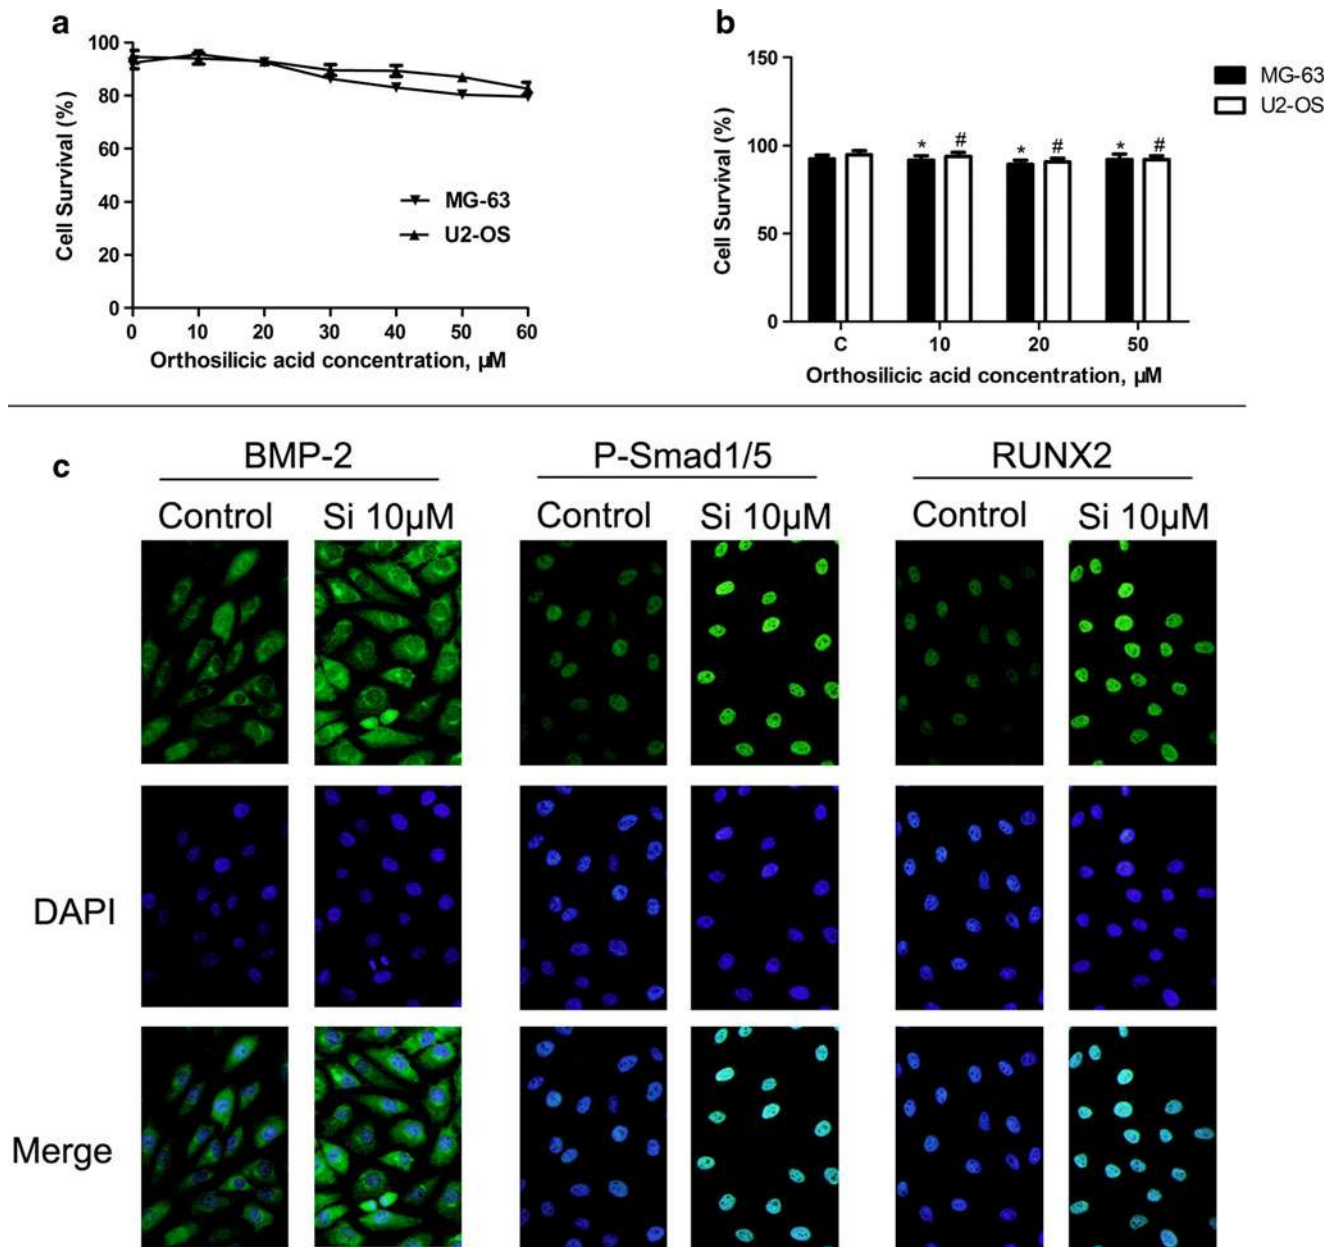 a
100
80
60
40
20
0
Cell Survival (%)
MG-63
U2-OS
0 10 20 30 40 50 60
Orthosilicic acid concentration, µM
b
150
100
50
0
Cell Survival (%)
* # * # * #
C 10 20 50
Orthosilicic acid concentration, µM
MG-63
U2-OS
c
BMP-2 P-Smad1/5 RUNX2
Control Si 10µM Control Si 10µM Control Si 10µM
DAPI
Merge